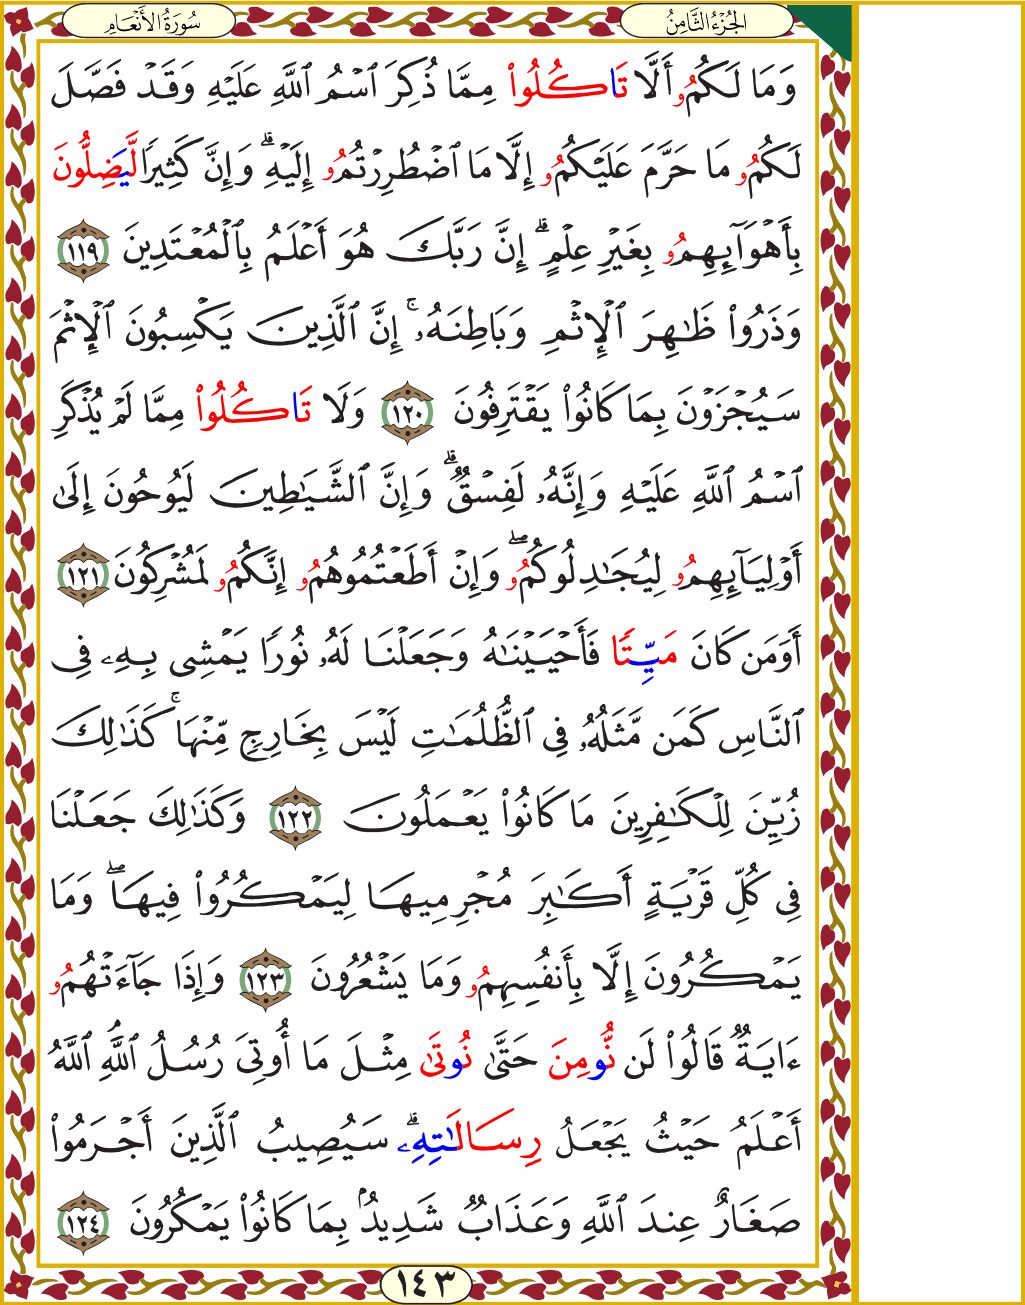 سُورَةُ الأَنْعَامِ
الجُزْءُ الثَّامِنُ
وَمَا لَكُمُۥٓ أَلَّا تَاكُلُواْ مِمَّا ذُكِرَ ٱسْمُ ٱللَّهِ عَلَيْهِ وَقَدْ فَصَّلَ
لَكُمُۥ مَا حَرَّمَ عَلَيْكُمُۥٓ إِلَّا مَا ٱضْطُرِرْتُمُۥٓ إِلَيْهِۗ وَإِنَّ كَثِيرٗا لَّيَضِلُّونَ
بِأَهْوَآئِهِمُۥ بِغَيْرِ عِلْمٍۗ إِنَّ رَبَّكَ هُوَ أَعْلَمُ بِٱلْمُعْتَدِينَ ١١٩
وَذَرُواْ ظَٰهِرَ ٱلْإِثْمِ وَبَاطِنَهُۥٓۚ إِنَّ ٱلَّذِينَ يَكْسِبُونَ ٱلْإِثْمَ
سَيُجْزَوْنَ بِمَا كَانُواْ يَقْتَرِفُونَ ١٢٠ وَلَا تَاكُلُواْ مِمَّا لَمْ يُذْكَرِ
ٱسْمُ ٱللَّهِ عَلَيْهِ وَإِنَّهُۥ لَفِسْقٞۗ وَإِنَّ ٱلشَّيَٰطِينَ لَيُوحُونَ إِلَىٰٓ
أَوْلِيَآئِهِمُۥ لِيُجَٰدِلُوكُمُۥۖ وَإِنْ أَطَعْتُمُوهُمُۥٓ إِنَّكُمُۥ لَمُشْرِكُونَ ١٢١
أَوَمَن كَانَ مَيِّتٗا فَأَحْيَيْنَٰهُ وَجَعَلْنَا لَهُۥ نُورٗا يَمْشِي بِهِۦ فِي
ٱلنَّاسِ كَمَن مَّثَلُهُۥ فِي ٱلظُّلُمَٰتِ لَيْسَ بِخَارِجٖ مِّنْهَاۚ كَذَٰلِكَ
زُيِّنَ لِلْكَٰفِرِينَ مَا كَانُواْ يَعْمَلُونَ ١٢٢ وَكَذَٰلِكَ جَعَلْنَا
فِي كُلِّ قَرْيَةٍ أَكَٰبِرَ مُجْرِمِيهَا لِيَمْكُرُواْ فِيهَاۖ وَمَا
يَمْكُرُونَ إِلَّا بِأَنفُسِهِمُۥ وَمَا يَشْعُرُونَ ١٢٣ وَإِذَا جَآءَتْهُمُۥٓ
ءَايَةٞ قَالُواْ لَن نُّومِنَ حَتَّىٰ نُوتَىٰ مِثْلَ مَآ أُوتِيَ رُسُلُ ٱللَّهِۘ ٱللَّهُ
أَعْلَمُ حَيْثُ يَجْعَلُ رِسَالَٰتِهِۦۗ سَيُصِيبُ ٱلَّذِينَ أَجْرَمُواْ
صَغَارٌ عِندَ ٱللَّهِ وَعَذَابٞ شَدِيدُۢ بِمَا كَانُواْ يَمْكُرُونَ ١٢٤
١٤٣